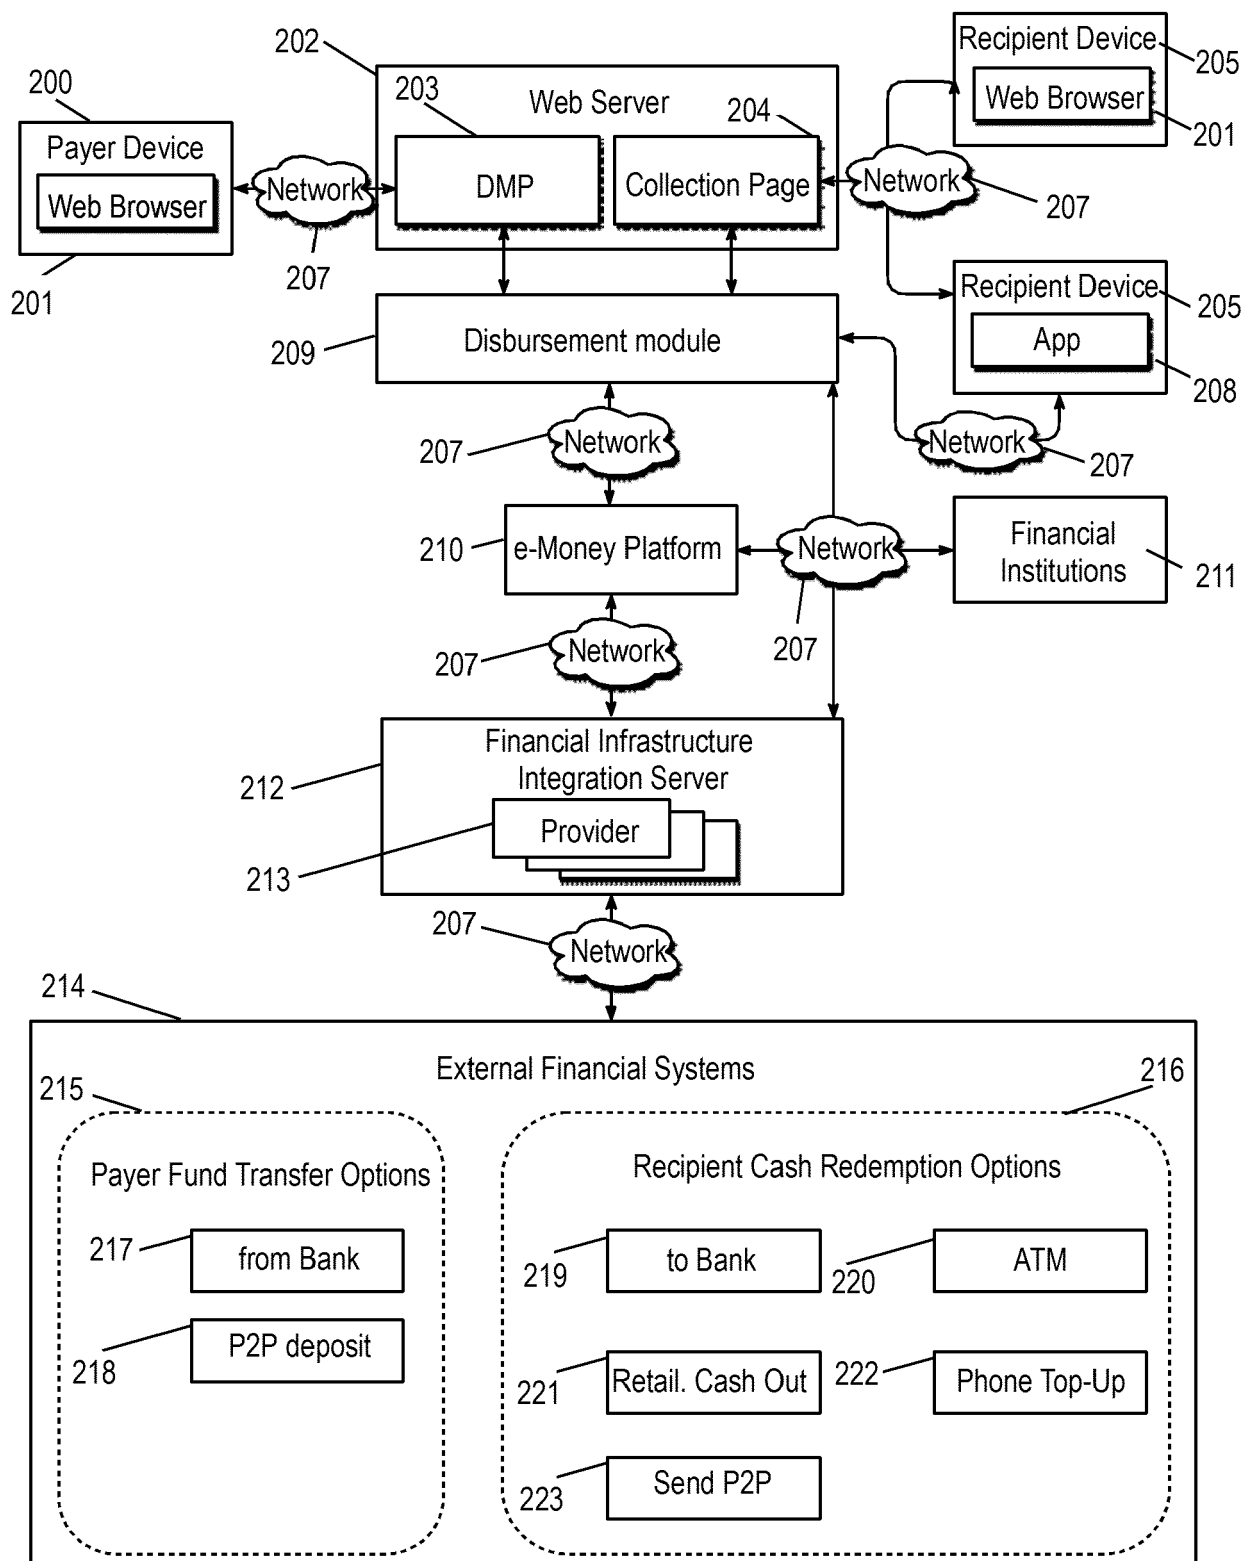 202
Recipient Device
205
200
203
Web Server
204
Web Browser
201
Payer Device
Network
DMP
Collection Page
Network
Web Browser
207
207
201
207
Recipient Device
205
209
Disbursement module
App
208
207
Network
Network
207
210
e-Money Platform
Network
Financial
Institutions
211
207
Network
207
212
Financial Infrastructure
Integration Server
Provider
213
207
Network
214
External Financial Systems
215
216
Payer Fund Transfer Options
Recipient Cash Redemption Options
217
from Bank
219
to Bank
220
ATM
218
P2P deposit
221
Retail. Cash Out
222
Phone Top-Up
223
Send P2P